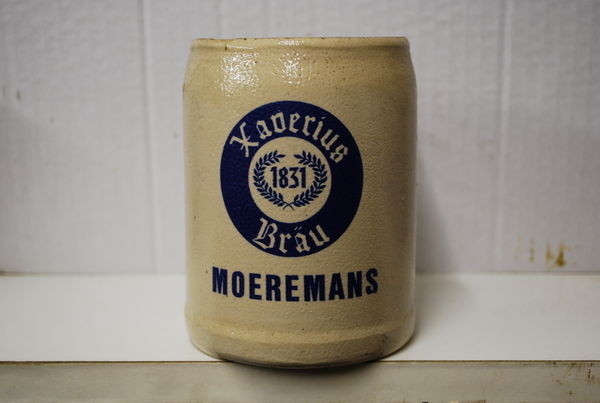 Xaverius
1831
Bräu
MOEREMANS